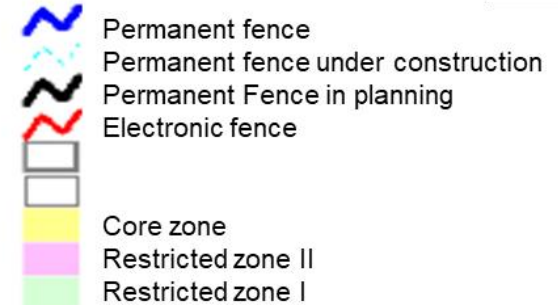 Permanent fence
Permanent fence under construction
Permanent Fence in planning
Electronic fence
Core zone
Restricted zone II
Restricted zone I